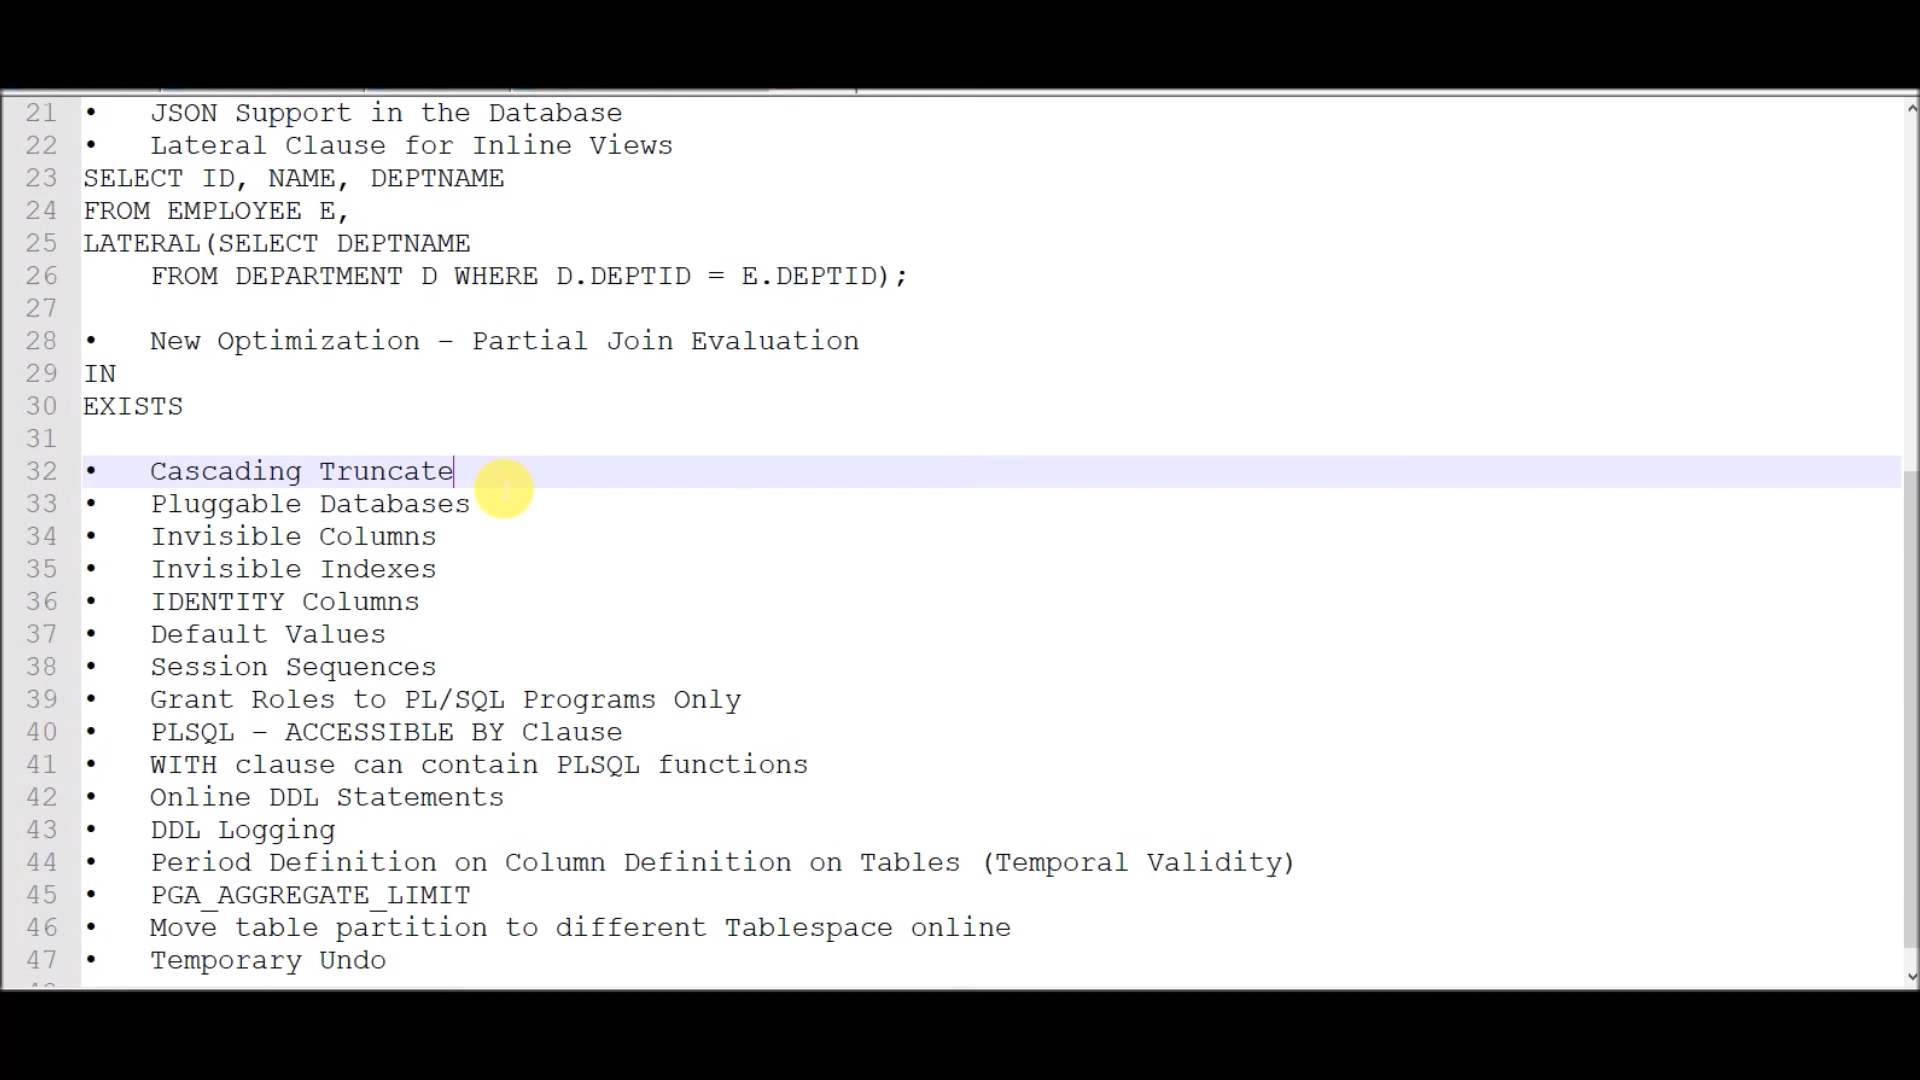 21 • JSON Support in the Database
22 • Lateral Clause for Inline Views
23 SELECT ID, NAME, DEPTNAME
24 FROM EMPLOYEE E,
25 LATERAL(SELECT DEPTNAME
26 FROM DEPARTMENT D WHERE D.DEPTID = E.DEPTID);
27
28 • New Optimization – Partial Join Evaluation
29 IN
30 EXISTS
31
32 • Cascading Truncate
33 • Pluggable Databases
34 • Invisible Columns
35 • Invisible Indexes
36 • IDENTITY Columns
37 • Default Values
38 • Session Sequences
39 • Grant Roles to PL/SQL Programs Only
40 • PLSQL – ACCESSIBLE BY Clause
41 • WITH clause can contain PLSQL functions
42 • Online DDL Statements
43 • DDL Logging
44 • Period Definition on Column Definition on Tables (Temporal Validity)
45 • PGA_AGGREGATE_LIMIT
46 • Move table partition to different Tablespace online
47 • Temporary Undo